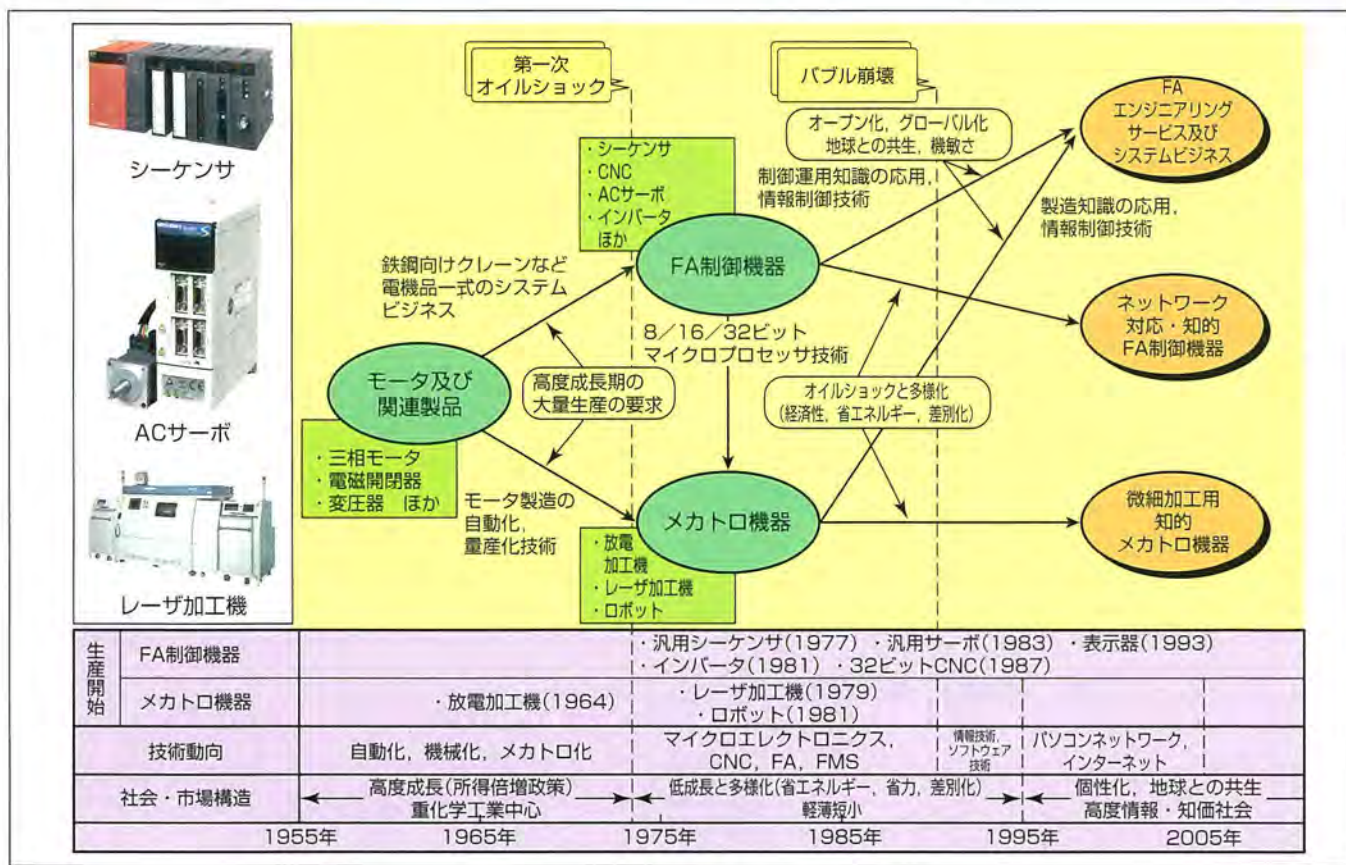 シーケンサ
ACサーボ
レーザ加工機
第一次
オイルショック
バブル崩壊
オープン化，グローバル化
地球との共生，機敏さ
FA
エンジニアリング
サービス及び
システムビジネス
・シーケンサ
・CNC
・ACサーボ
・インバータ
ほか
制御運用知識の応用，
情報制御技術
製造知識の応用，
情報制御技術
FA制御機器
鉄鋼向けクレーンなど
電機品一式のシステム
ビジネス
8／16／32ビット
マイクロプロセッサ技術
ネットワーク
対応・知的
FA制御機器
モータ及び
関連製品
高度成長期の
大量生産の要求
オイルショックと多様化
(経済性，省エネルギー，差別化)
・三相モータ
・電磁開閉器
・変圧器　ほか
モータ製造の
自動化，
量産化技術
メカトロ機器
・放電
加工機
・レーザ加工機
・ロボット
微細加工用
知的
メカトロ機器
生産開始
FA制御機器
・汎用シーケンサ(1977)　・汎用サーボ(1983)　・表示器(1993)
・インバータ(1981)　・32ビットCNC(1987)
メカトロ機器
・放電加工機(1964)
・レーザ加工機(1979)
・ロボット(1981)
技術動向
自動化，機械化，メカトロ化
マイクロエレクトロニクス，
CNC，FA，FMS
情報技術，
ソフトウェア
技術
パソコンネットワーク，
インターネット
社会・市場構造
高度成長(所得倍増政策)
重化学工業中心
低成長と多様化(省エネルギー，省力，差別化)
軽薄短小
個性化，地球との共生
高度情報・知価社会
1955年　1965年　1975年　1985年　1995年　2005年